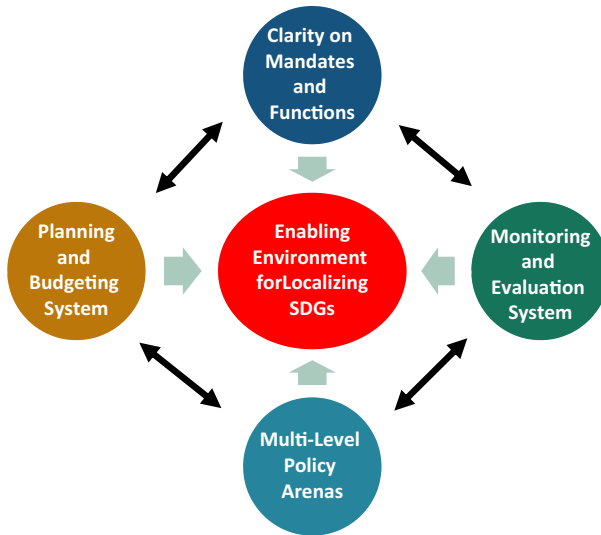 Clarity on
Mandates
and
Functions
Planning
and
Budgeting
System
Enabling
Environment
forLocalizing
SDGs
Monitoring
and
Evaluation
System
Multi-Level
Policy
Arenas